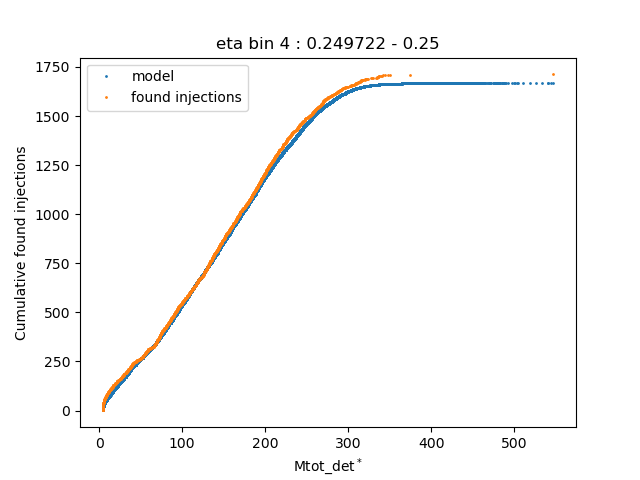 eta bin 4 : 0.249722 - 0.25
model
found injections
Cumulative found injections
1750
1500
1250
1000
750
500
250
0
0 100 200 300 400 500
Mtot_det*